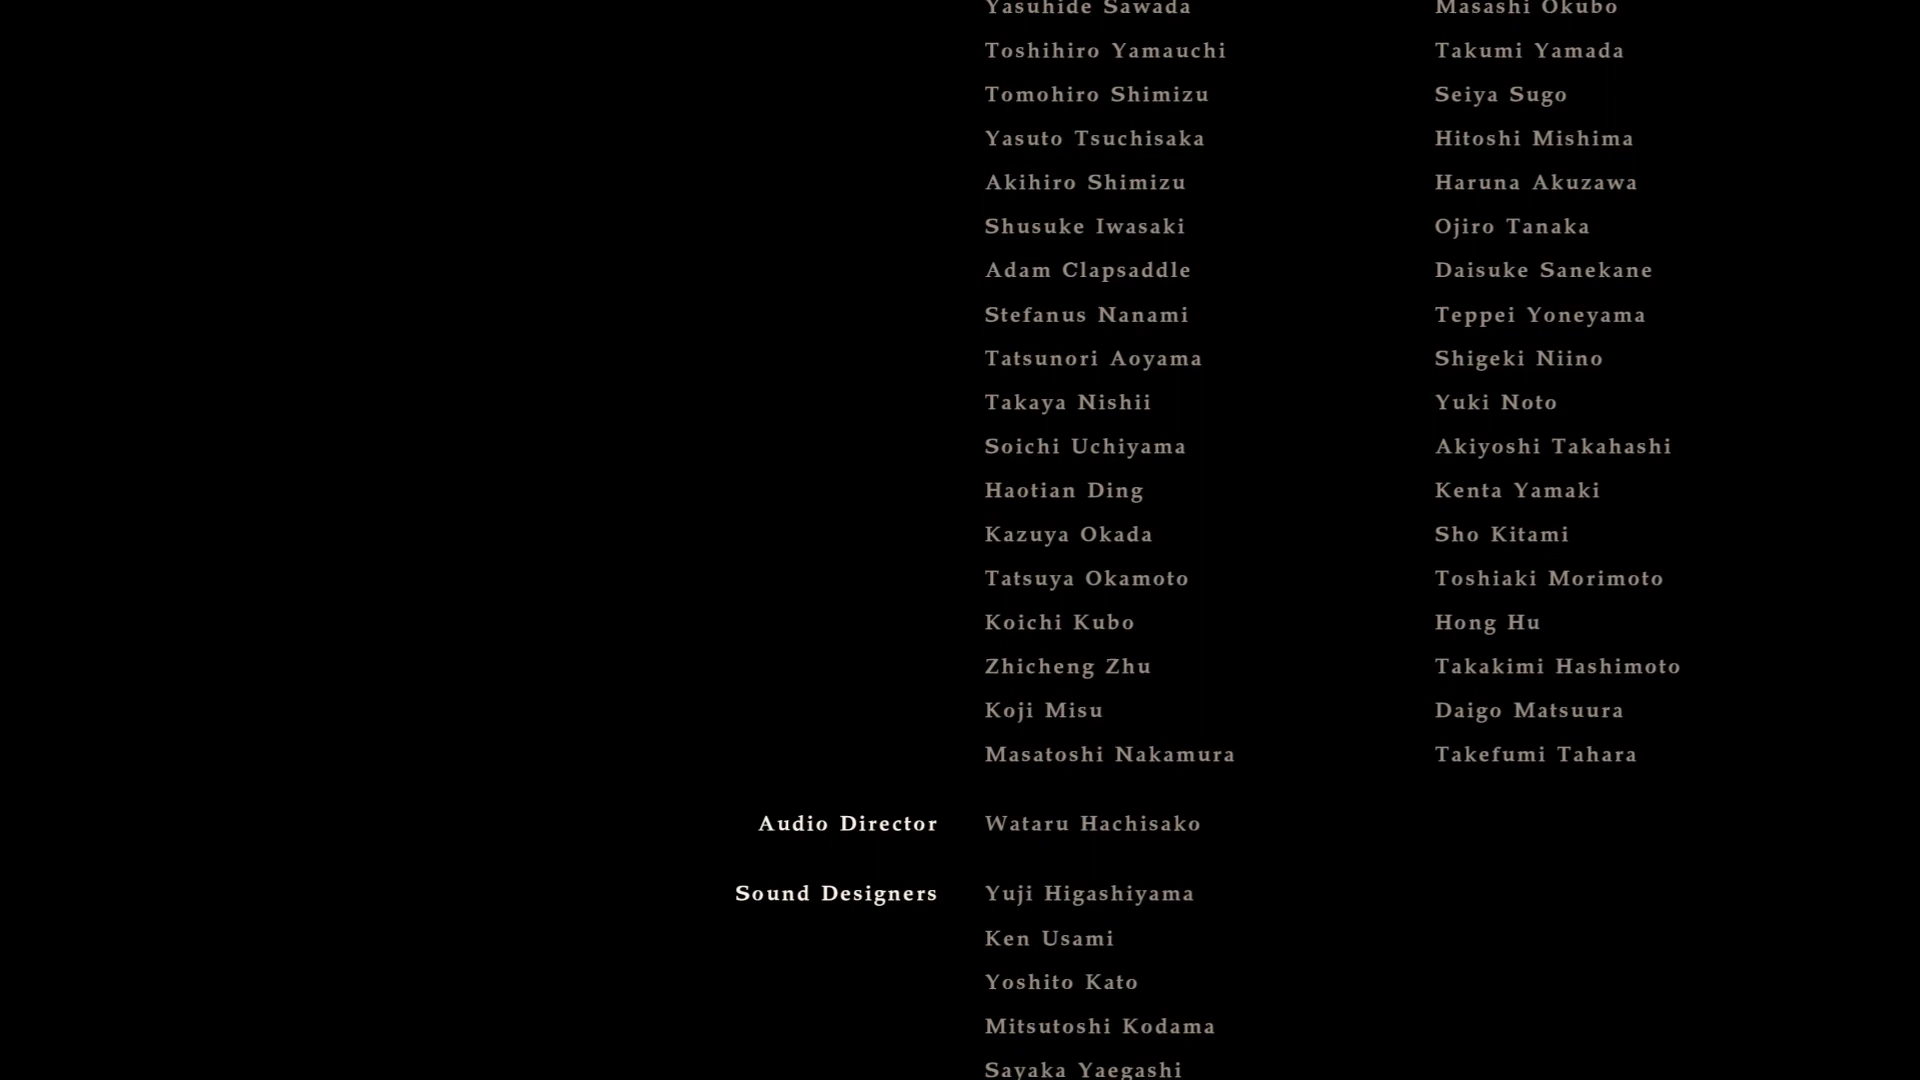 Yasuhide Sawada Masashi Okubo
Toshihiro Yamauchi Takumi Yamada
Tomohiro Shimizu Seiya Sugo
Yasuto Tsuchisaka Hitoshi Mishima
Akihiro Shimizu Haruna Akuzawa
Shusuke Iwasaki Ojiro Tanaka
Adam Clapsaddle Daisuke Sanekane
Stefanus Nanami Teppei Yoneyama
Tatsunori Aoyama Shigeki Niino
Takaya Nishii Yuki Noto
Soichi Uchiyama Akiyoshi Takahashi
Haotian Ding Kenta Yamaki
Kazuya Okada Sho Kitami
Tatsuya Okamoto Toshiaki Morimoto
Koichi Kubo Hong Hu
Zhicheng Zhu Takakimi Hashimoto
Koji Misu Daigo Matsuura
Masatoshi Nakamura Takefumi Tahara
Audio Director Wataru Hachisako
Sound Designers Yuji Higashiyama
Ken Usami
Yoshito Kato
Mitsutoshi Kodama
Sayaka Yaegashi